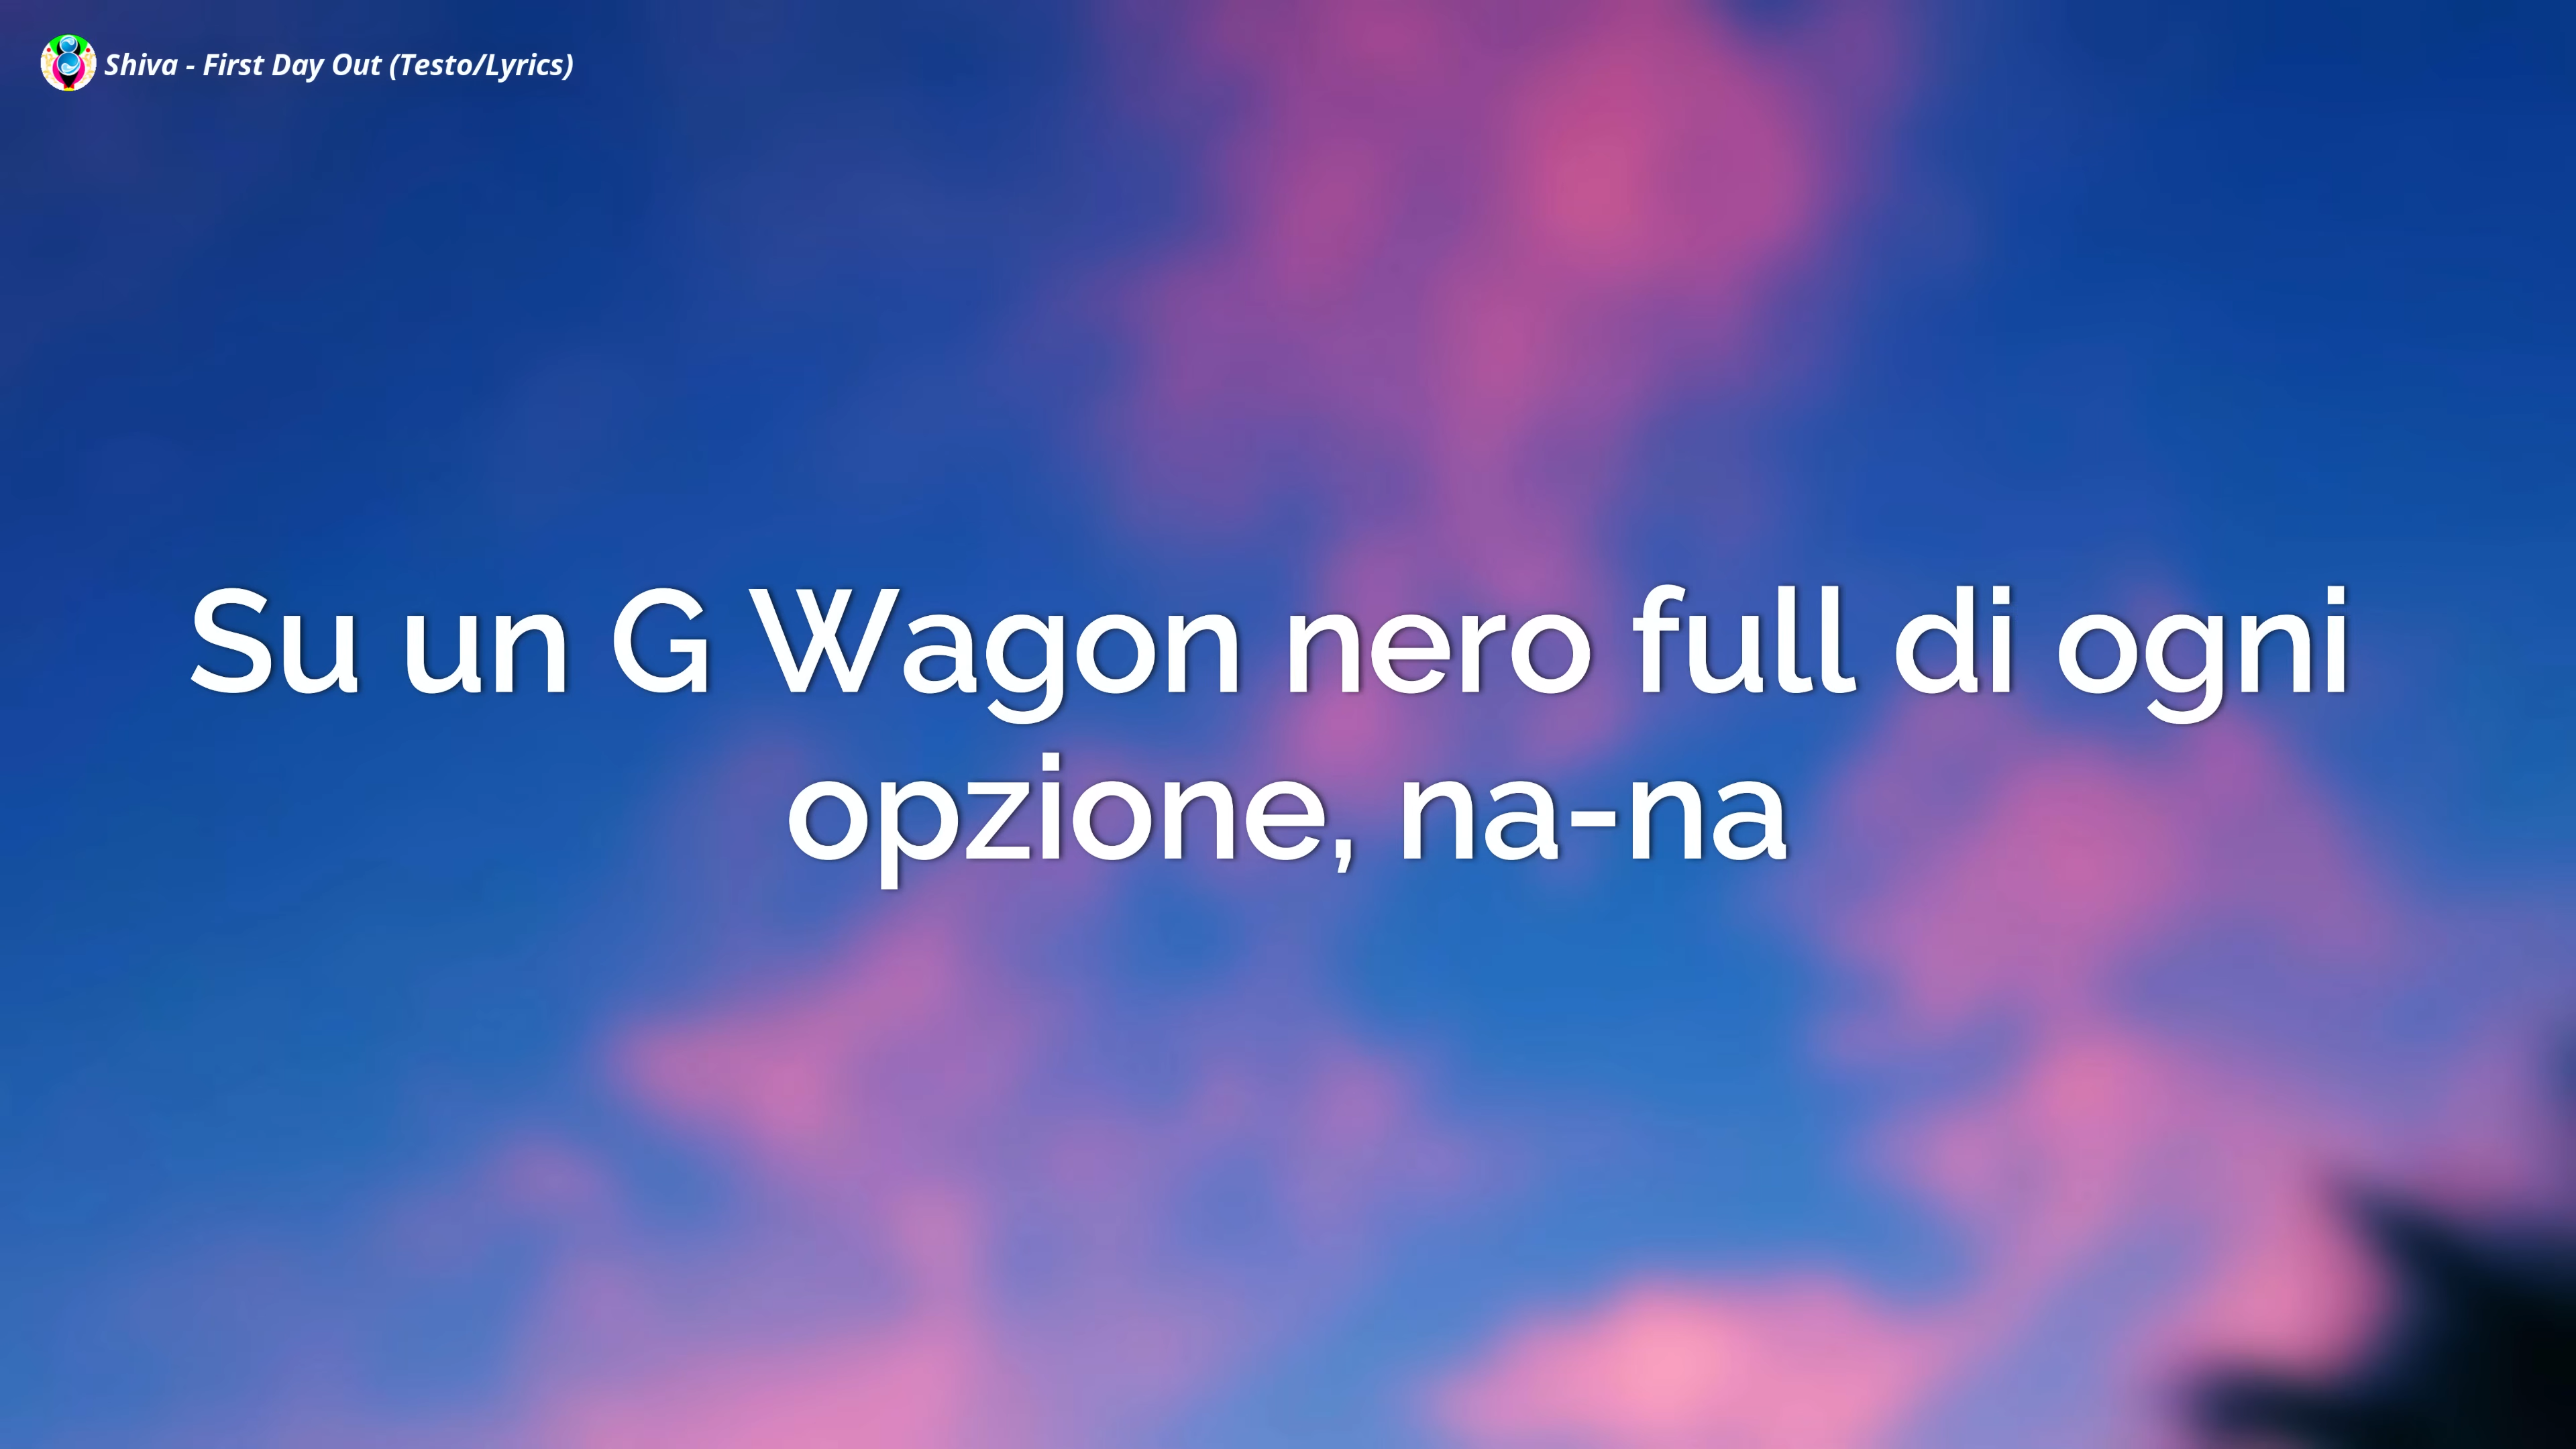 Shiva - First Day Out (Testo/Lyrics)
Su un G Wagon nero full di ogni
opzione, na-na